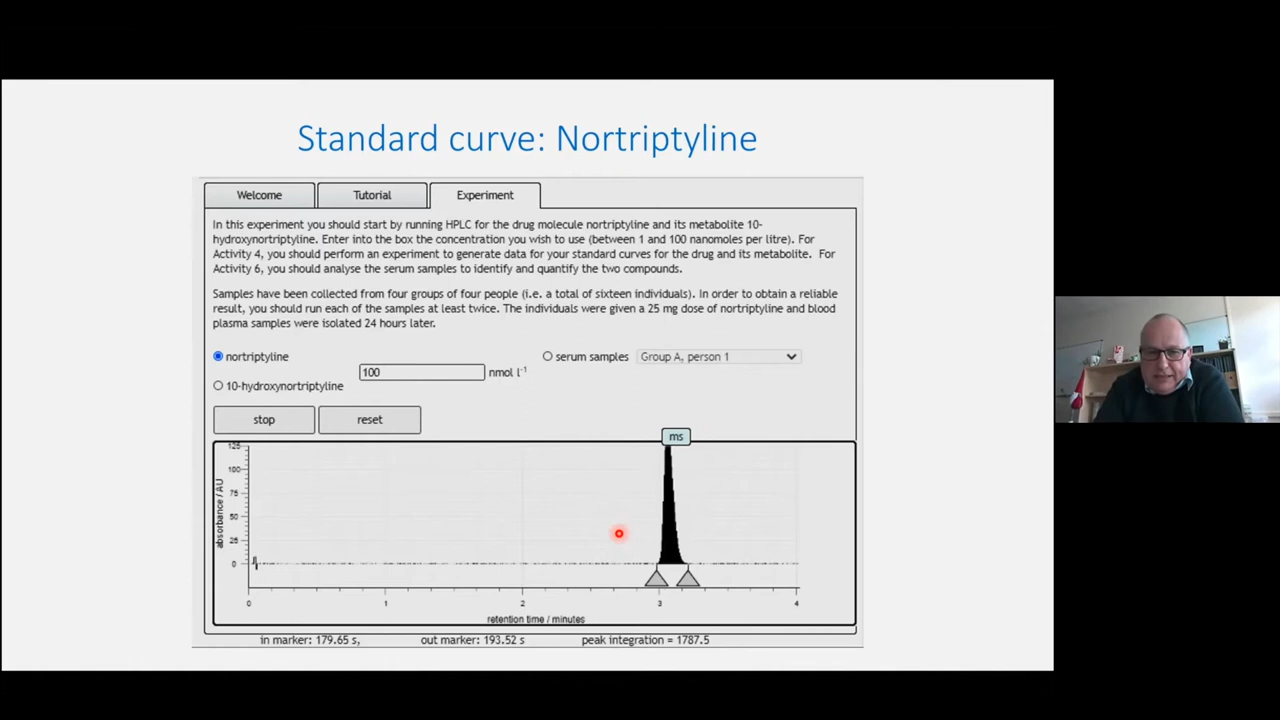 Standard curve: Nortriptyline
Welcome
Tutorial
Experiment
In this experiment you should start by running HPLC for the drug molecule nortriptyline and its metabolite 10-
hydroxynortriptyline. Enter into the box the concentration you wish to use (between 1 and 100 nanomoles per litre). For
Activity 4, you should perform an experiment to generate data for your standard curves for the drug and its metabolite. For
Activity 6, you should analyse the serum samples to identify and quantify the two compounds.
Samples have been collected from four groups of four people (i.e. a total of sixteen individuals). In order to obtain a reliable
result, you should run each of the samples at least twice. The individuals were given a 25 mg dose of nortriptyline and blood
plasma samples were isolated 24 hours later.
nortriptyline
serum samples
Group A, person 1
100
nmol l⁻¹
10-hydroxynortriptyline
stop
reset
ms
125
100
75
50
25
0
absorbance / AU
0 1 2 3 4
retention time / minutes
in marker: 179.65 s, out marker: 193.52 s peak integration = 1787.5